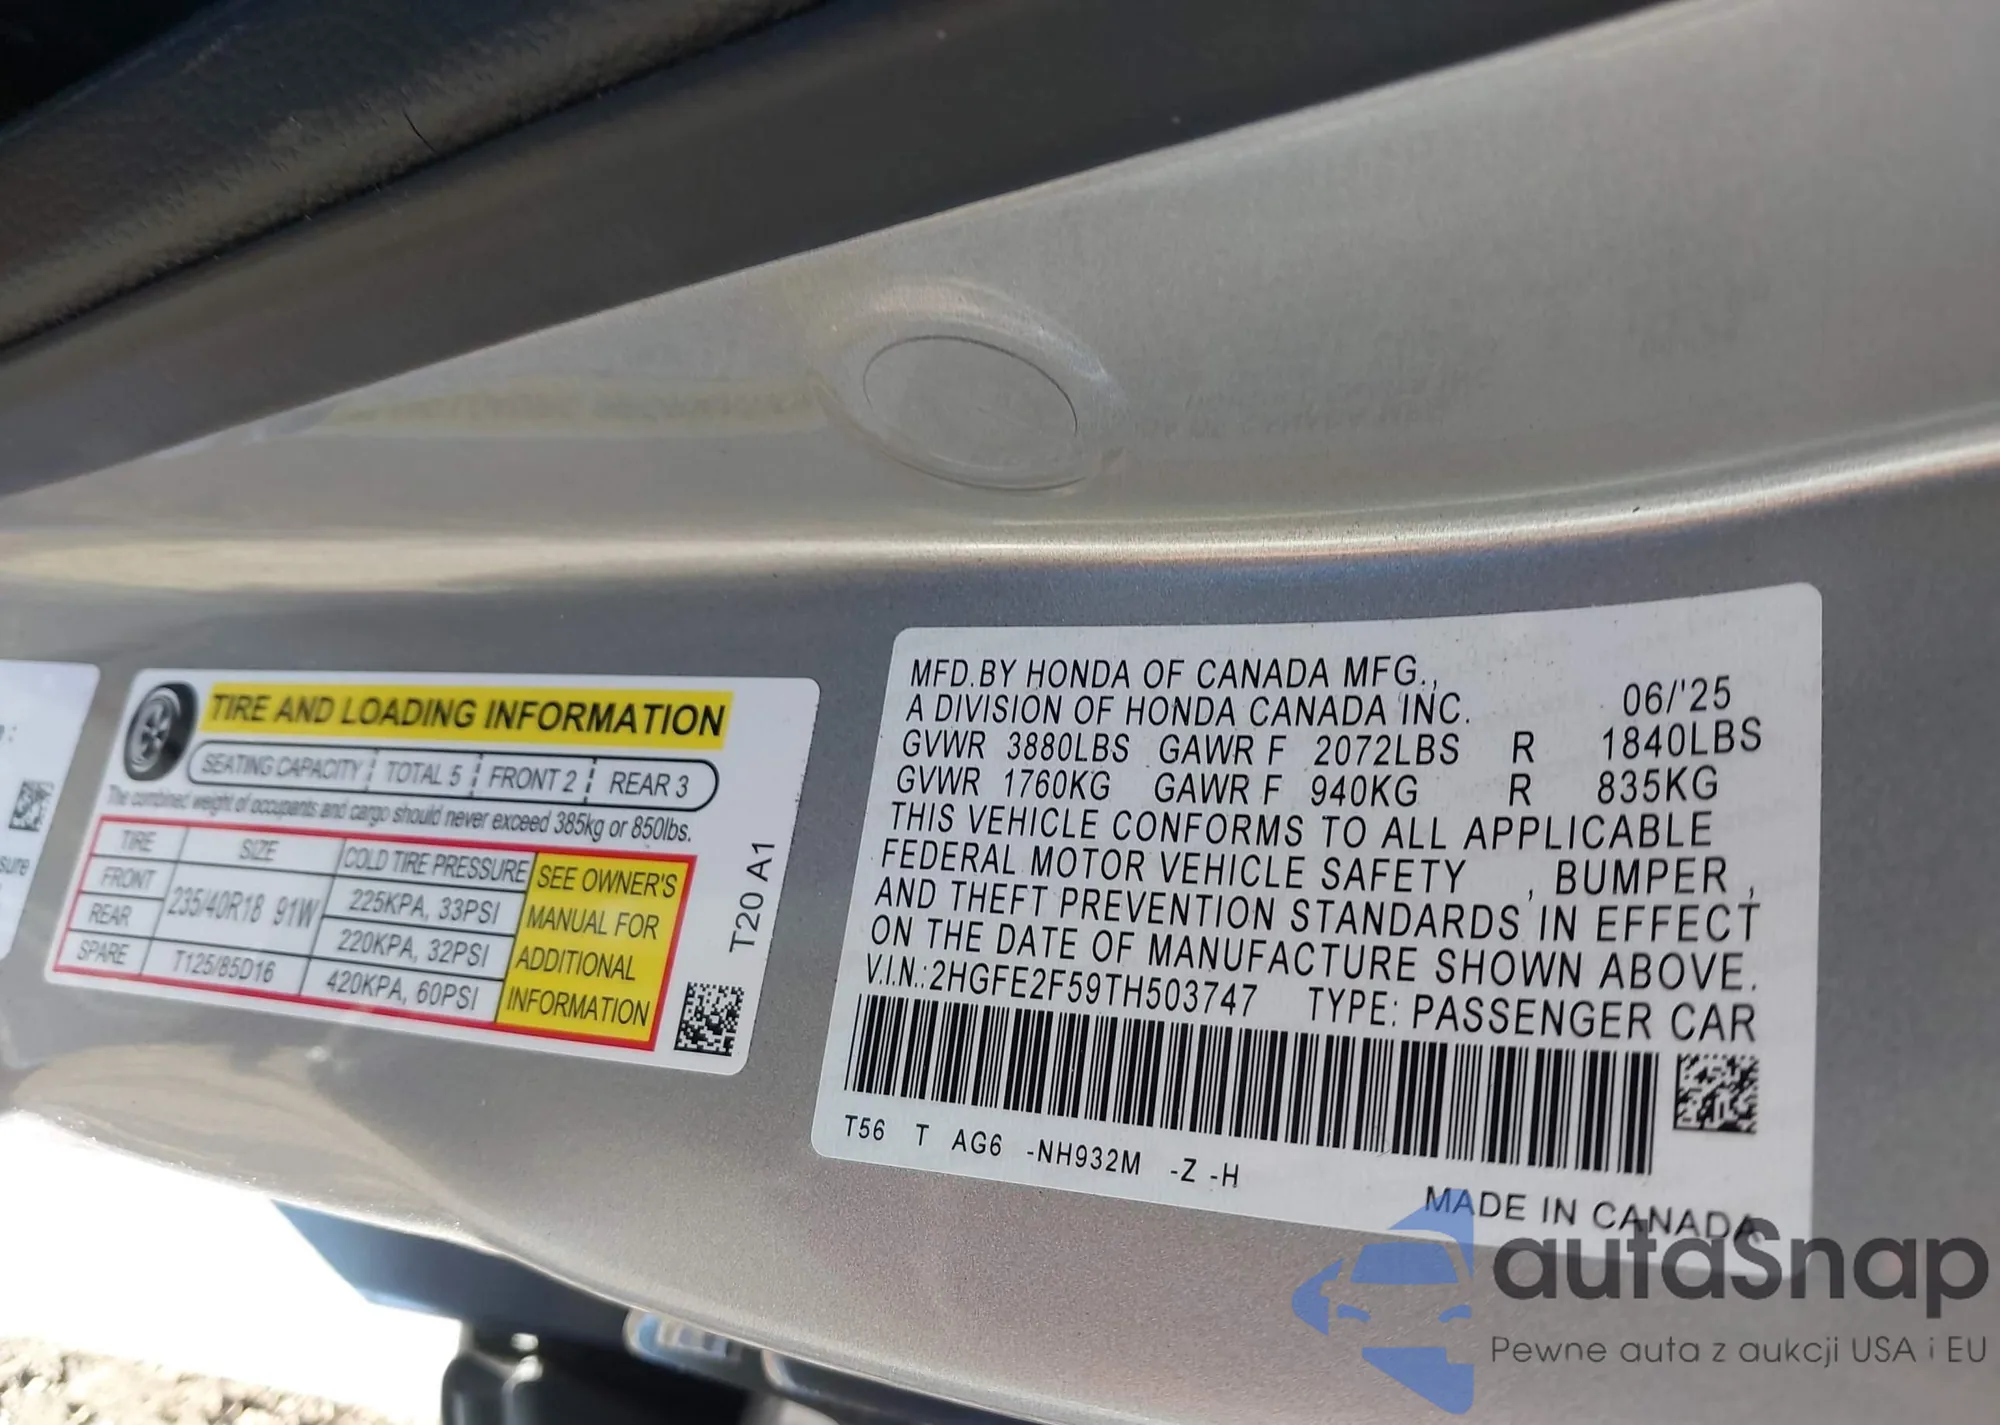 sure
TIRE AND LOADING INFORMATION
SEATING CAPACITY TOTAL 5 FRONT 2 REAR 3
The combined weight of occupants and cargo should never exceed 385kg or 850lbs.
TIRE SIZE COLD TIRE PRESSURE SEE OWNER'S
FRONT 235/40R18 91W 225KPA, 33PSI MANUAL FOR
REAR 220KPA, 32PSI ADDITIONAL
SPARE T125/85D16 420KPA, 60PSI INFORMATION
T20 A1
MFD.BY HONDA OF CANADA MFG.,
A DIVISION OF HONDA CANADA INC. 06/'25
GVWR 3880LBS GAWR F 2072LBS R 1840LBS
GVWR 1760KG GAWR F 940KG R 835KG
THIS VEHICLE CONFORMS TO ALL APPLICABLE
FEDERAL MOTOR VEHICLE SAFETY , BUMPER ,
AND THEFT PREVENTION STANDARDS IN EFFECT
ON THE DATE OF MANUFACTURE SHOWN ABOVE.
V.I.N.:2HGFE2F59TH503747 TYPE: PASSENGER CAR
T56 T AG6 -NH932M -Z -H
MADE IN CANADA
autaSnap
Pewne auta z aukcji USA i EU